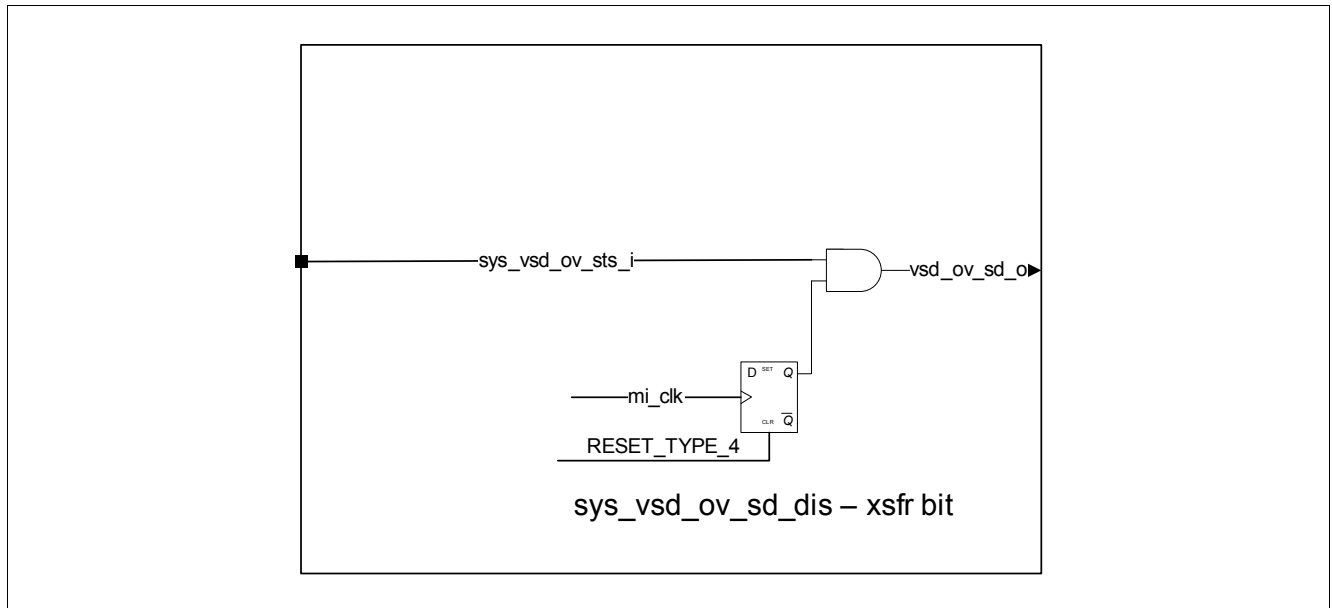 sys_vsd_ov_sts_i
vsd_ov_sd_o
D SET Q
mi_clk
CLR Q
RESET_TYPE_4
sys_vsd_ov_sd_dis – xsfr bit